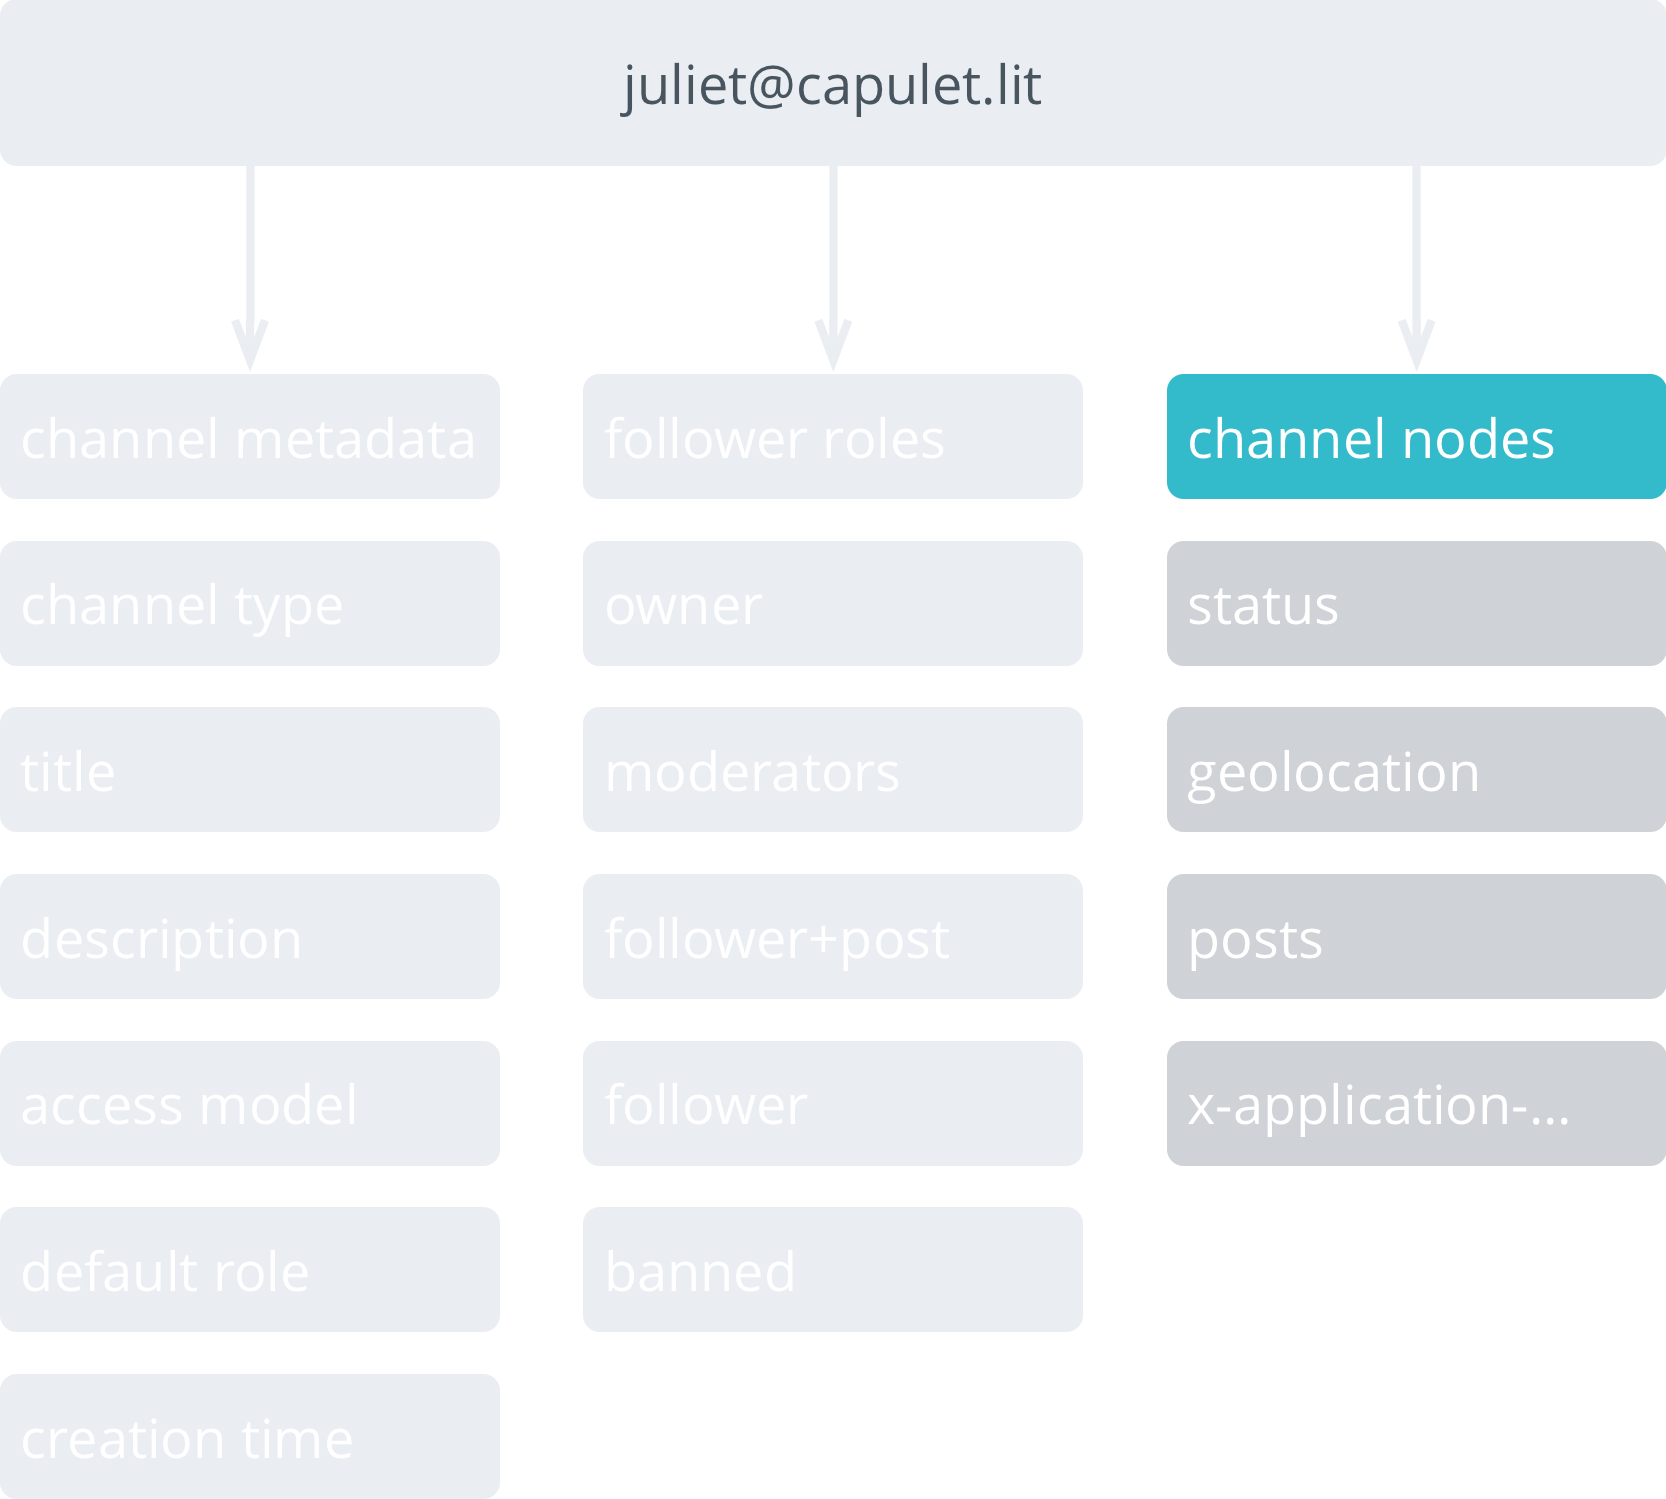 juliet@capulet.lit
channel metadata
channel type
title
description
access model
default role
creation time
follower roles
owner
moderators
follower+post
follower
banned
channel nodes
status
geolocation
posts
x-application-...